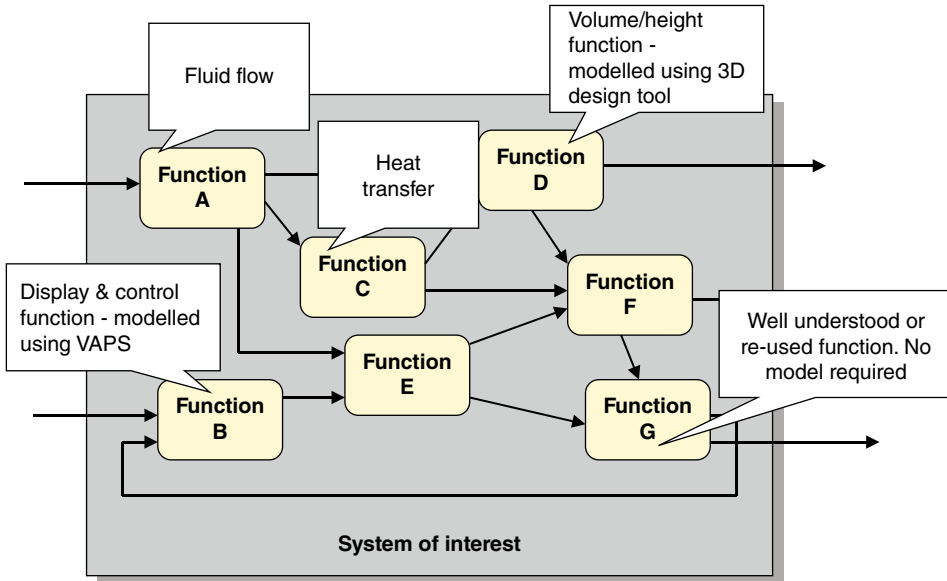 Volume/height
function -
modelled using 3D
design tool
Fluid flow
Function
A
Heat
transfer
Function
D
Function
C
Function
F
Display & control
function - modelled
using VAPS
Well understood or
re-used function. No
model required
Function
E
Function
B
Function
G
System of interest